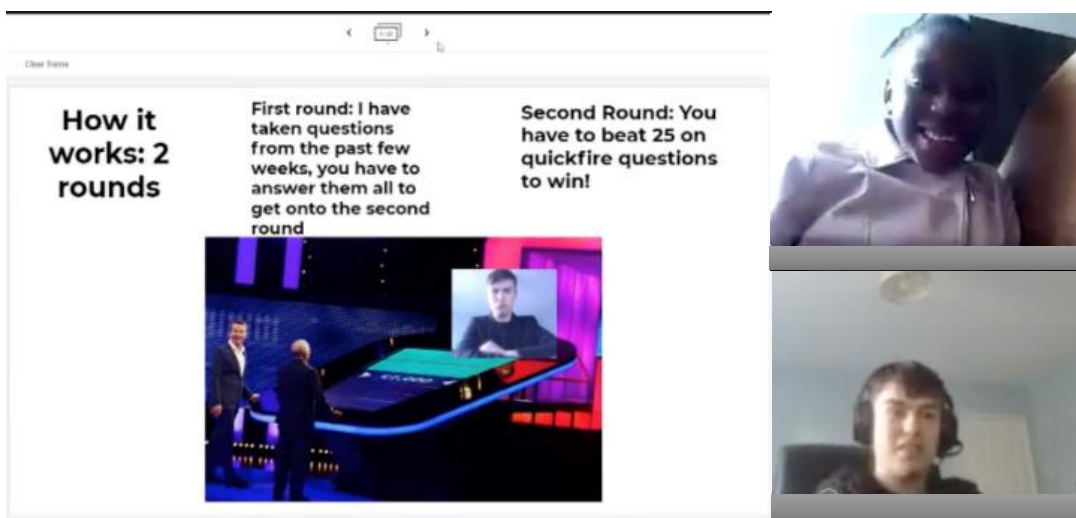 Clear frame
How it
works: 2
rounds
First round: I have
taken questions
from the past few
weeks, you have to
answer them all to
get onto the second
round
Second Round: You
have to beat 25 on
quickfire questions
to win!